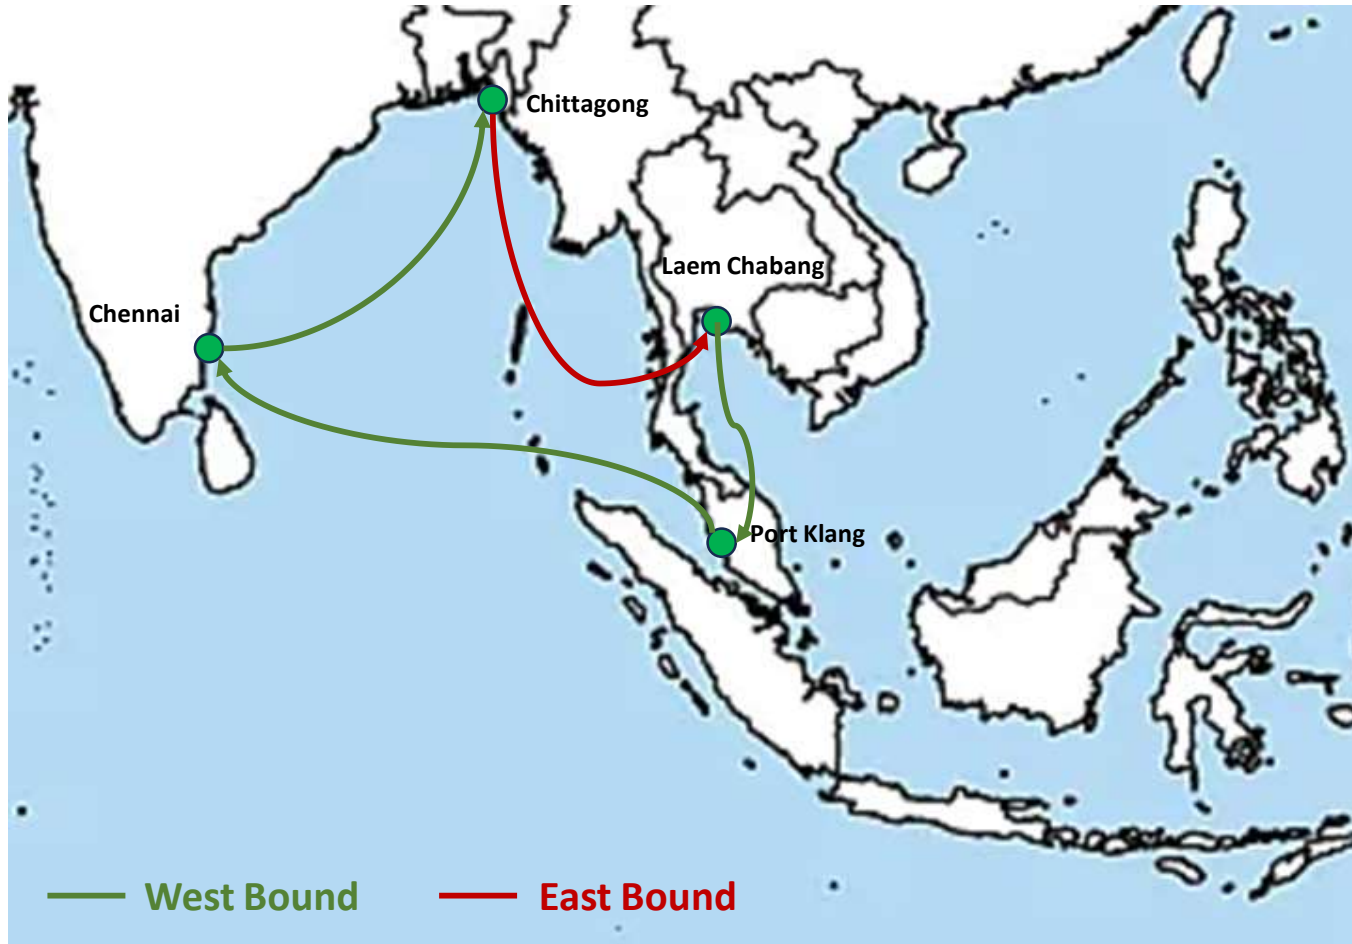 Chittagong
Laem Chabang
Chennai
Port Klang
West Bound
East Bound